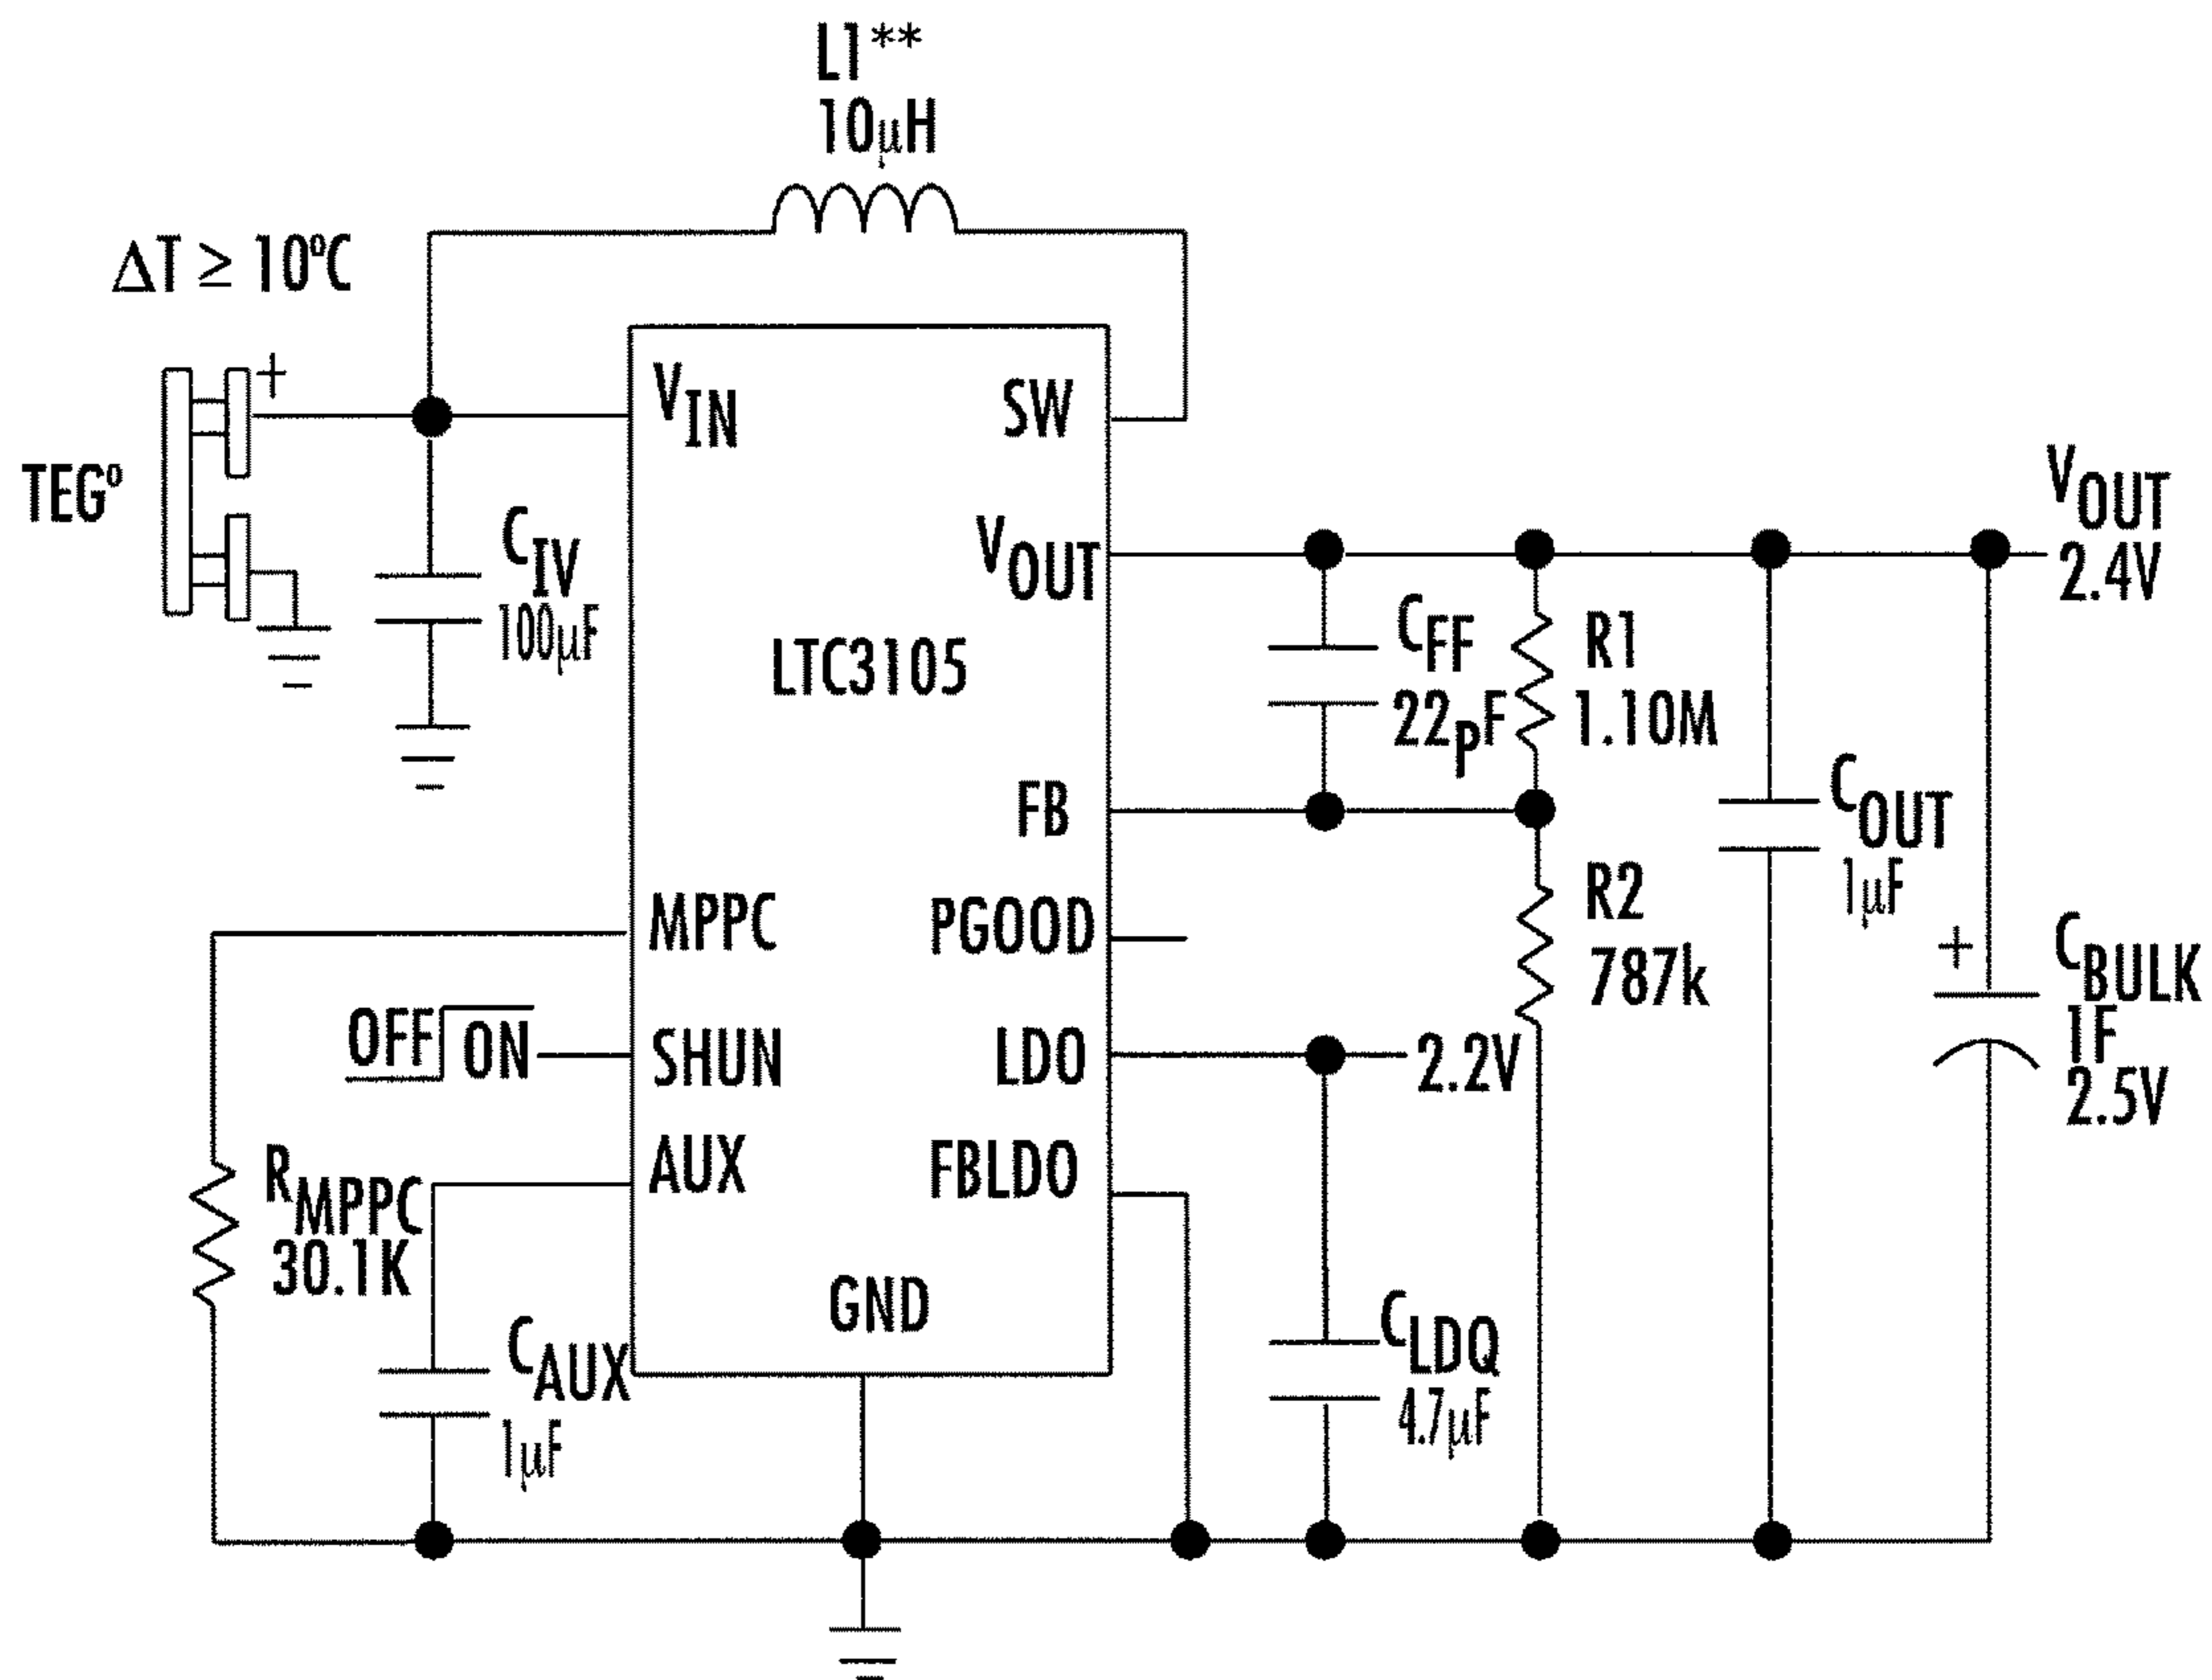 L1**
10μH
ΔT ≥ 10ºC
+
TEGº
C_IV
100μF
V_IN
SW
V_OUT
LTC3105
FB
MPPC
PGOOD
OFF ON
SHUN
LDO
AUX
FBLDO
GND
R_MPPC
30.1K
C_AUX
1μF
C_FF
22pF
R1
1.10M
R2
787k
2.2V
C_LDQ
4.7μF
V_OUT
2.4V
C_OUT
1μF
+
C_BULK
1F
2.5V